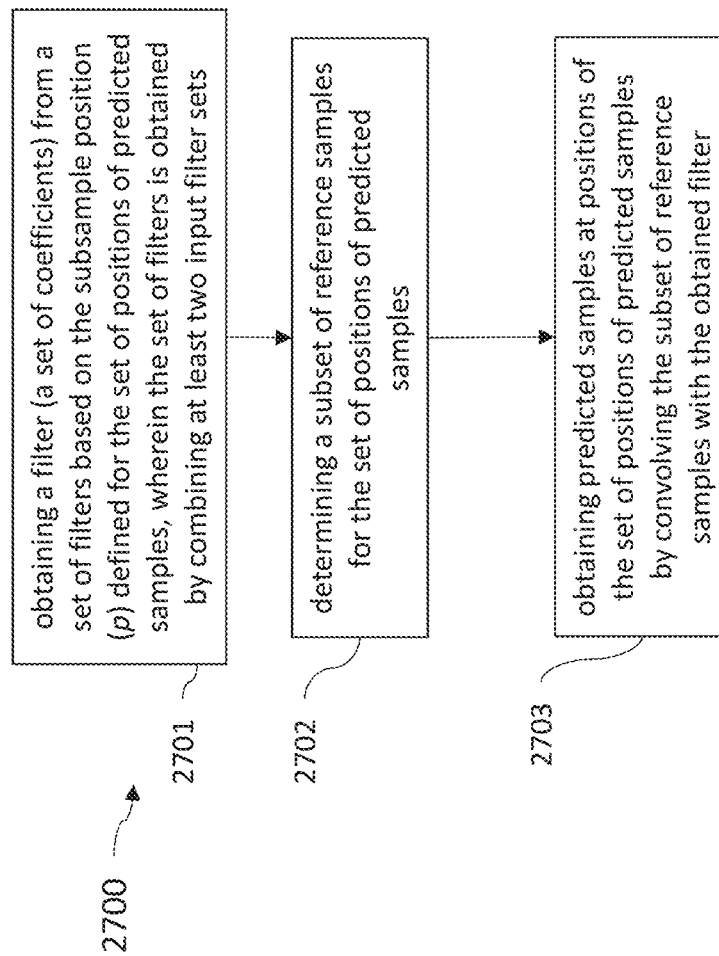 2700
2701
obtaining a filter (a set of coefficients) from a
set of filters based on the subsample position
(p) defined for the set of positions of predicted
samples, wherein the set of filters is obtained
by combining at least two input filter sets
2702
determining a subset of reference samples
for the set of positions of predicted
samples
2703
obtaining predicted samples at positions of
the set of positions of predicted samples
by convolving the subset of reference
samples with the obtained filter